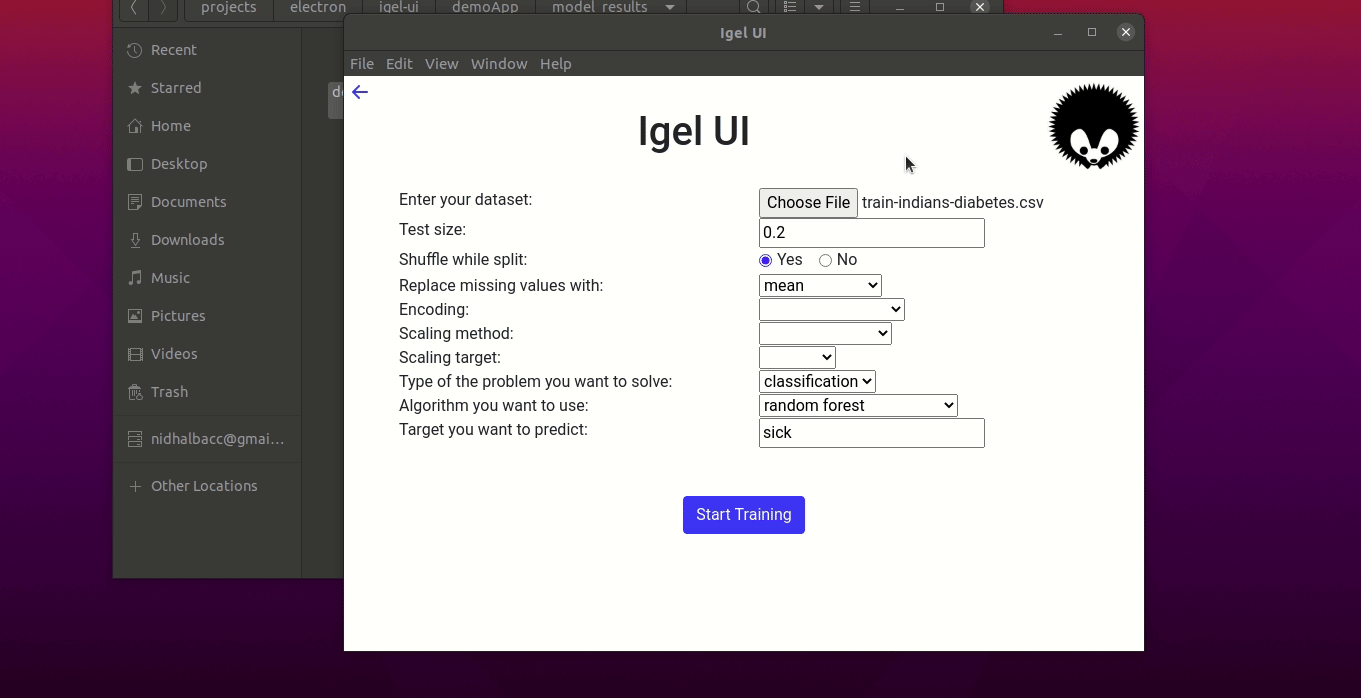 projects electron igel-ui demoApp model_results
Igel UI
File Edit View Window Help
Recent
Starred
Home
Desktop
Documents
Downloads
Music
Pictures
Videos
Trash
nidhalbacc@gmai...
Other Locations
Igel UI
Enter your dataset: Choose File train-indians-diabetes.csv
Test size: 0.2
Shuffle while split: Yes No
Replace missing values with: mean
Encoding:
Scaling method:
Scaling target:
Type of the problem you want to solve: classification
Algorithm you want to use: random forest
Target you want to predict: sick
Start Training